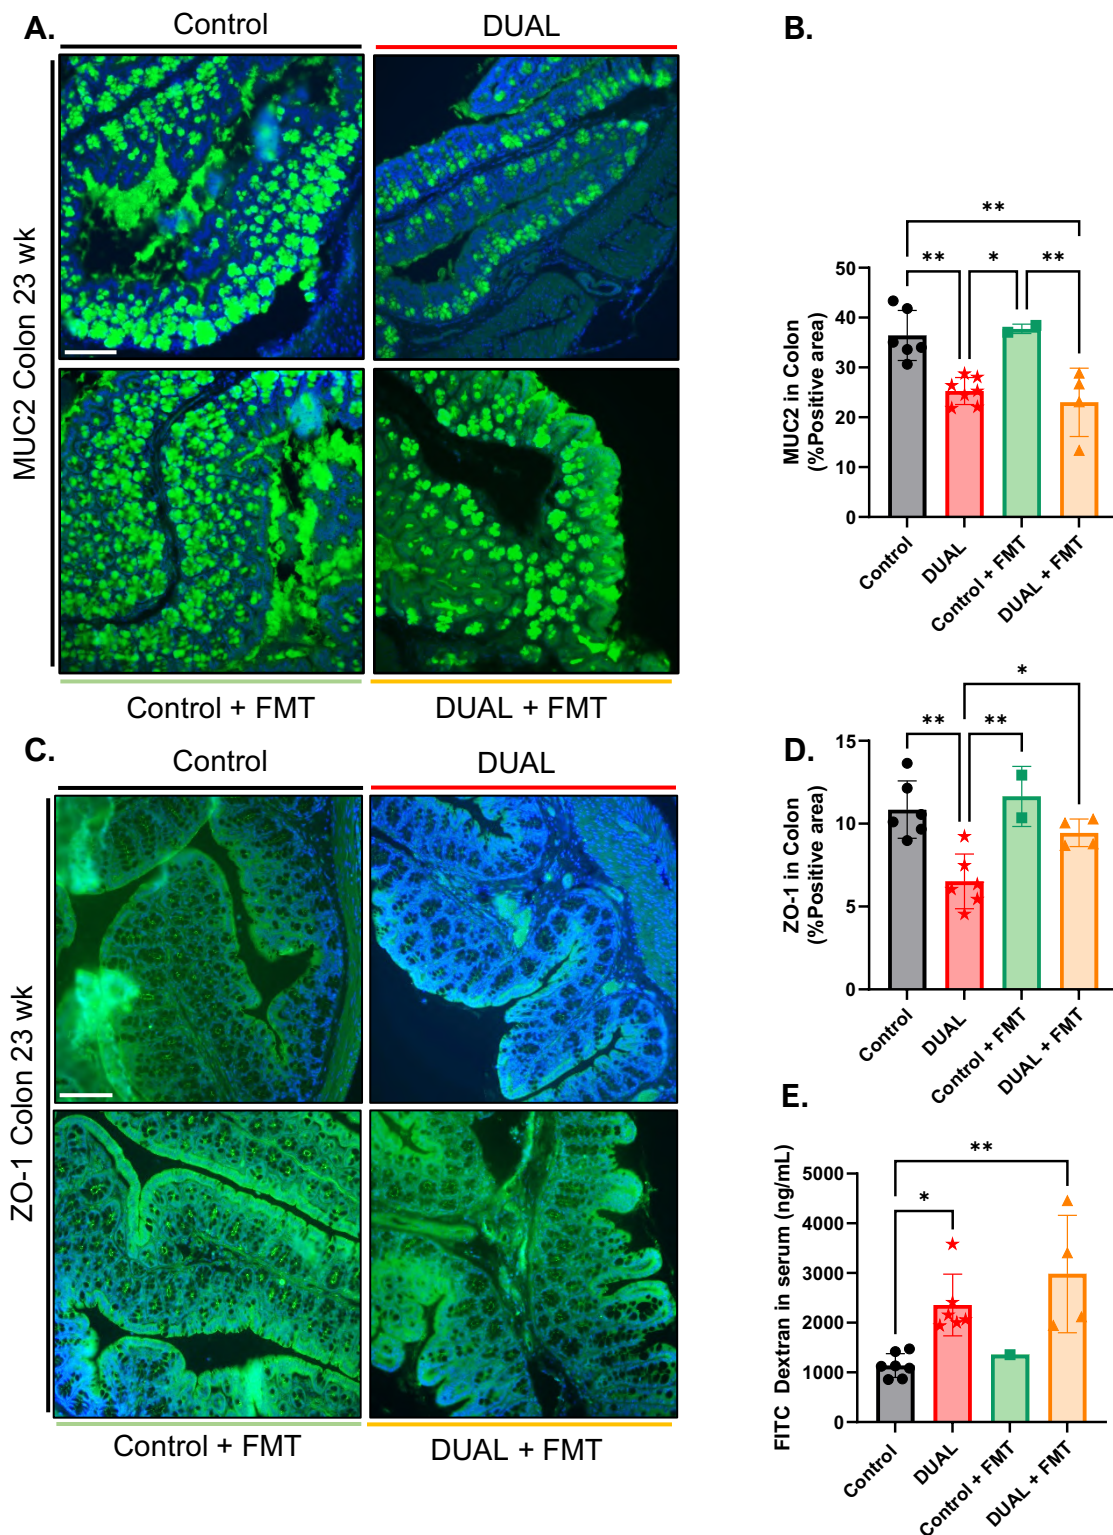 A.
Control
DUAL
MUC2 Colon 23 wk
Control + FMT
DUAL + FMT
B.
**
**
*
**
MUC2 in Colon
(%Positive area)
50
40
30
20
10
0
Control
DUAL
Control + FMT
DUAL + FMT
C.
Control
DUAL
ZO-1 Colon 23 wk
Control + FMT
DUAL + FMT
D.
*
**
**
ZO-1 in Colon
(%Positive area)
15
10
5
0
Control
DUAL
Control + FMT
DUAL + FMT
E.
**
*
FITC Dextran in serum (ng/mL)
5000
4000
3000
2000
1000
0
Control
DUAL
Control + FMT
DUAL + FMT